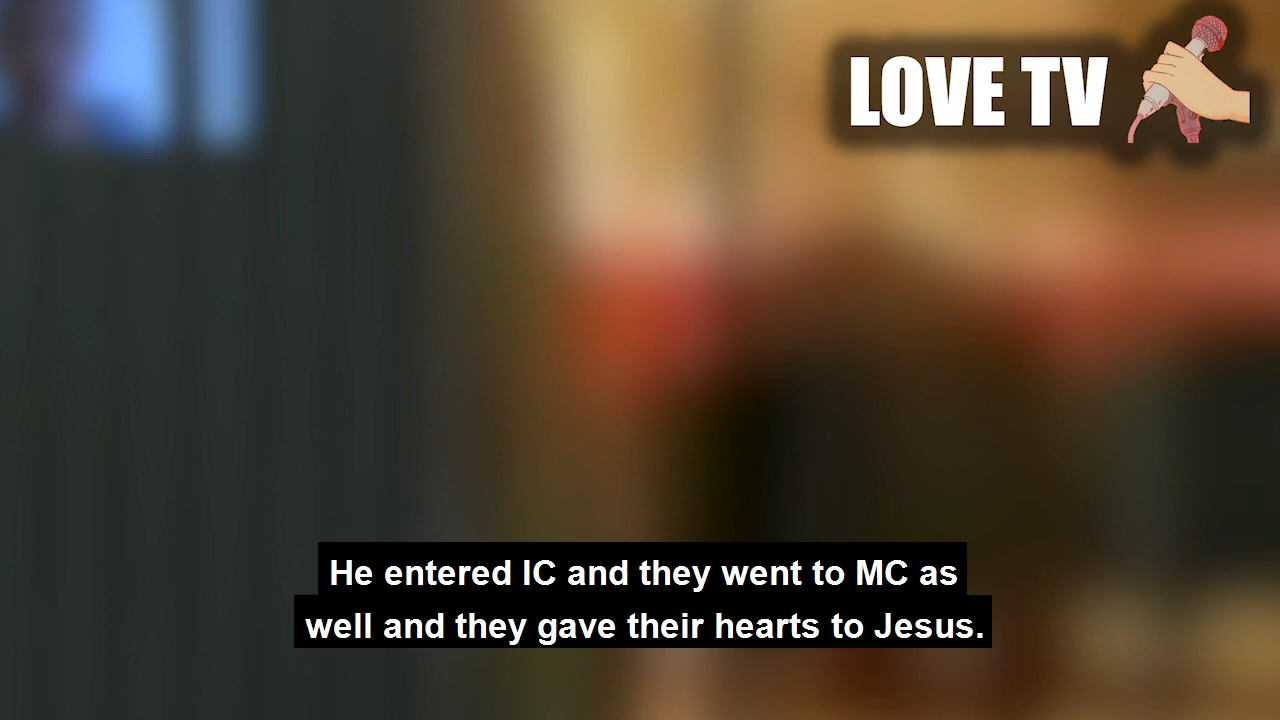 LOVE TV
He entered IC and they went to MC as
well and they gave their hearts to Jesus.